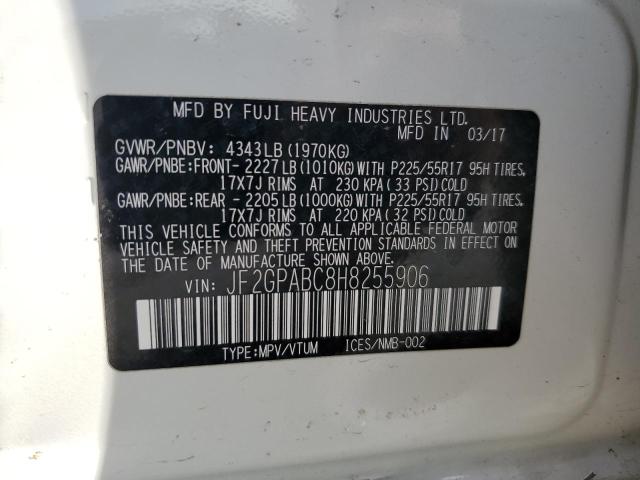 MFD BY FUJI HEAVY INDUSTRIES LTD.
MFD IN 03/17
GVWR/PNBV: 4343LB (1970KG)
GAWR/PNBE:FRONT- 2227LB(1010KG)WITH P225/55R17 95H TIRES,
17X7J RIMS AT 230 KPA (33 PSI)COLD
GAWR/PNBE:REAR - 2205LB(1000KG)WITH P225/55R17 95H TIRES,
17X7J RIMS AT 220 KPA (32 PSI)COLD
THIS VEHICLE CONFORMS TO ALL APPLICABLE FEDERAL MOTOR
VEHICLE SAFETY AND THEFT PREVENTION STANDARDS IN EFFECT ON
THE DATE OF MANUFACTURE SHOWN ABOVE.
VIN: JF2GPABC8H8255906
TYPE:MPV/VTUM ICES/NMB-002